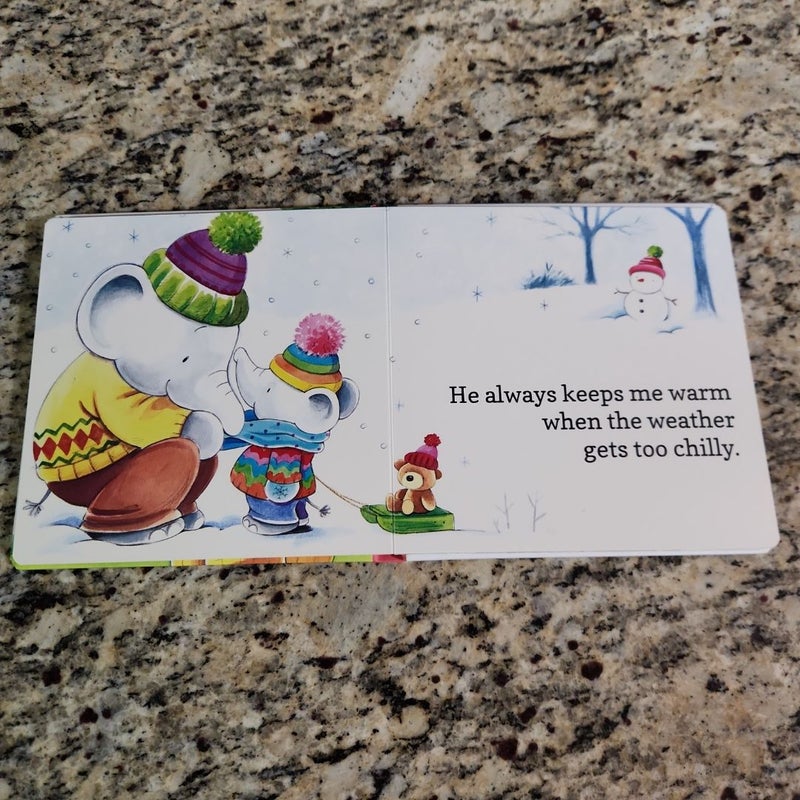 He always keeps me warm
when the weather
gets too chilly.